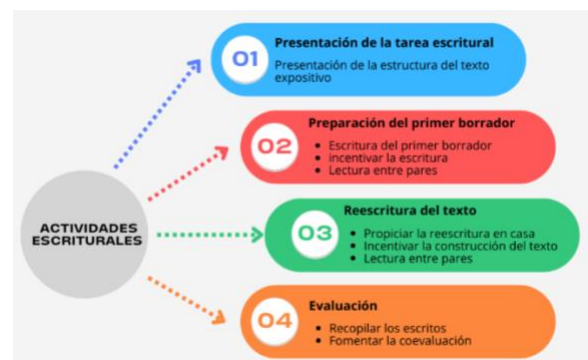 ACTIVIDADES
ESCRITURALES
01
Presentación de la tarea escritural
Presentación de la estructura del texto
expositivo
02
Preparación del primer borrador
• Escritura del primer borrador
• incentivar la escritura
• Lectura entre pares
03
Reescritura del texto
• Propiciar la reescritura en casa
• Incentivar la construcción del texto
• Lectura entre pares
04
Evaluación
• Recopilar los escritos
• Fomentar la coevaluación